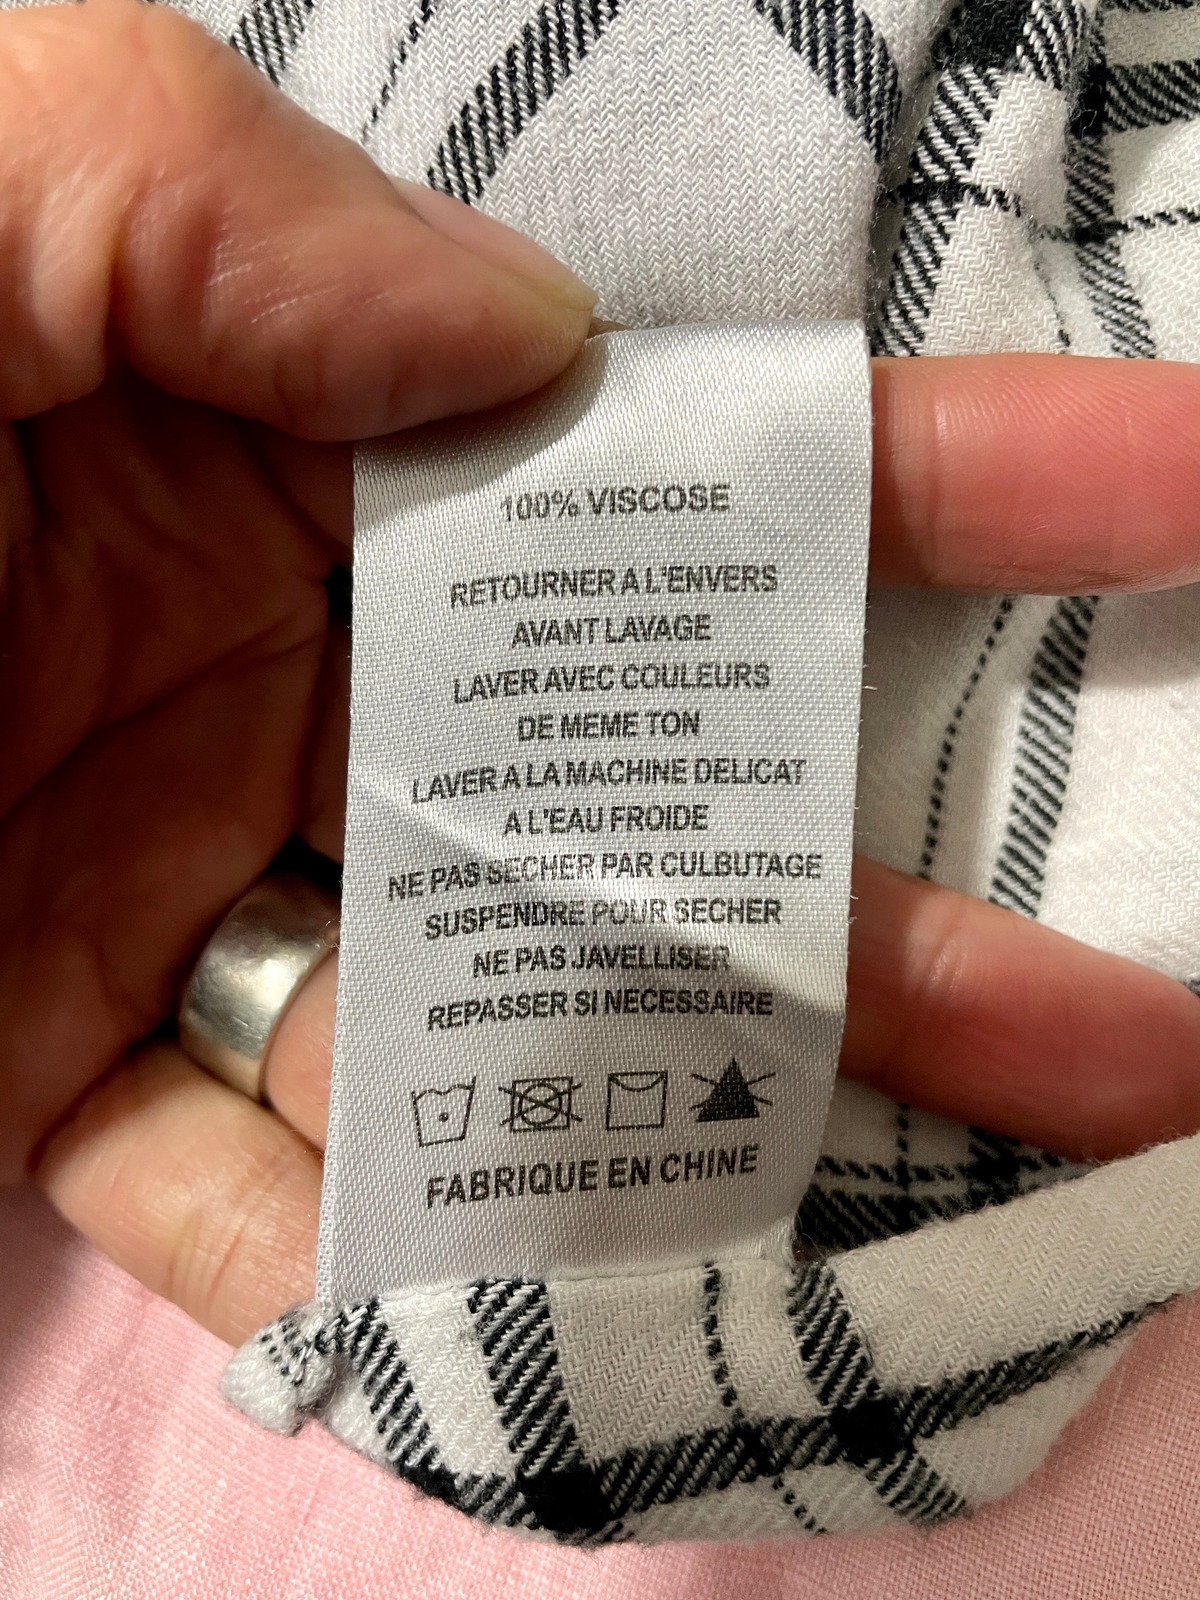 100% VISCOSE
RETOURNER A L'ENVERS
AVANT LAVAGE
LAVER AVEC COULEURS
DE MEME TON
LAVER A LA MACHINE DELICAT
A L'EAU FROIDE
NE PAS SECHER PAR CULBUTAGE
SUSPENDRE POUR SECHER
NE PAS JAVELLISER
REPASSER SI NECESSAIRE
FABRIQUE EN CHINE